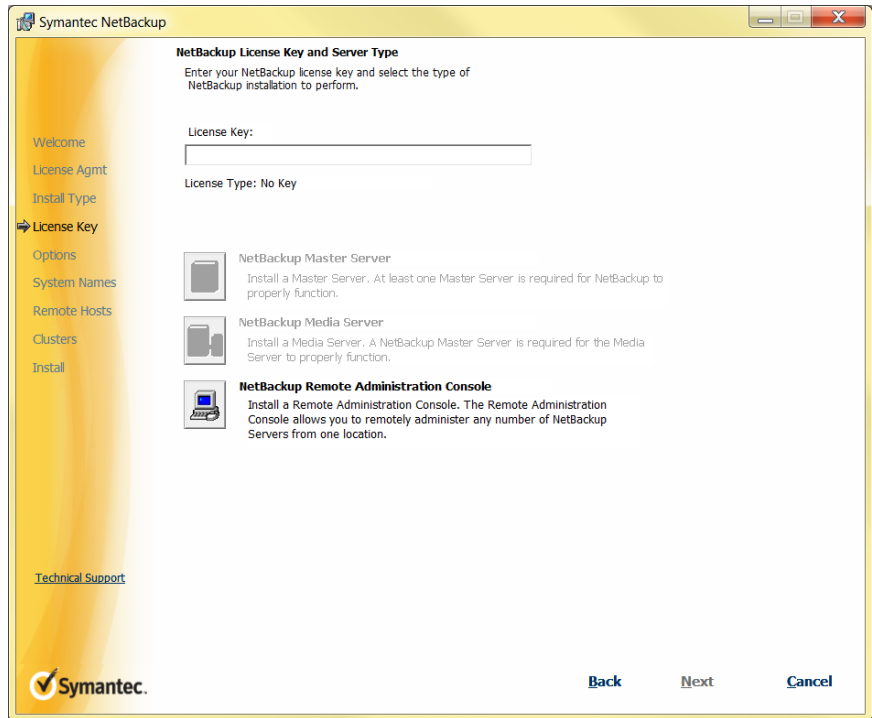 Symantec NetBackup
NetBackup License Key and Server Type
Enter your NetBackup license key and select the type of
NetBackup installation to perform.
License Key:
License Type: No Key
Welcome
License Agmt
Install Type
License Key
Options
System Names
Remote Hosts
Clusters
Install
NetBackup Master Server
Install a Master Server. At least one Master Server is required for NetBackup to
properly function.
NetBackup Media Server
Install a Media Server. A NetBackup Master Server is required for the Media
Server to properly function.
NetBackup Remote Administration Console
Install a Remote Administration Console. The Remote Administration
Console allows you to remotely administer any number of NetBackup
Servers from one location.
Technical Support
Symantec.
Back
Next
Cancel